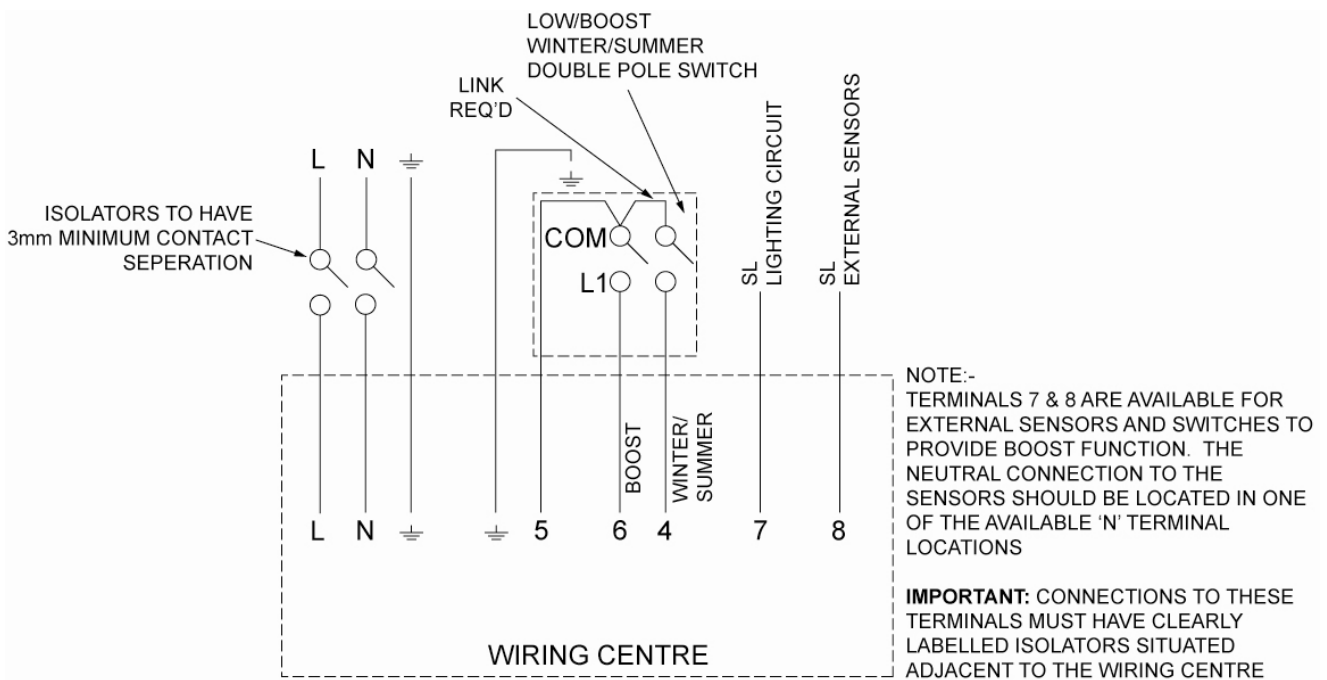 LOW/BOOST
WINTER/SUMMER
DOUBLE POLE SWITCH
LINK
REQ'D
L N
ISOLATORS TO HAVE
3mm MINIMUM CONTACT
SEPERATION
COM
L1
SL
LIGHTING CIRCUIT
SL
EXTERNAL SENSORS
BOOST
WINTER/
SUMMER
L N 5 6 4 7 8
WIRING CENTRE
NOTE:-
TERMINALS 7 & 8 ARE AVAILABLE FOR
EXTERNAL SENSORS AND SWITCHES TO
PROVIDE BOOST FUNCTION. THE
NEUTRAL CONNECTION TO THE
SENSORS SHOULD BE LOCATED IN ONE
OF THE AVAILABLE ‘N’ TERMINAL
LOCATIONS
IMPORTANT: CONNECTIONS TO THESE
TERMINALS MUST HAVE CLEARLY
LABELLED ISOLATORS SITUATED
ADJACENT TO THE WIRING CENTRE